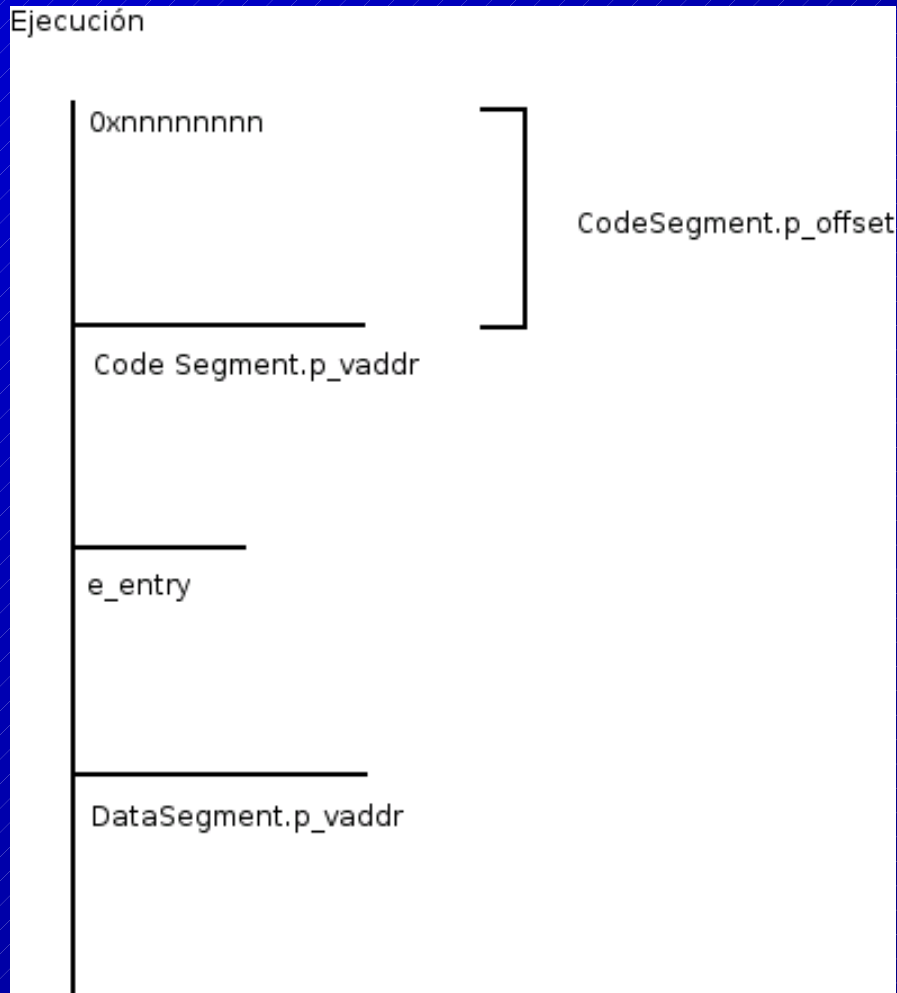 Ejecución
0xnnnnnnnn
CodeSegment.p_offset
Code Segment.p_vaddr
e_entry
DataSegment.p_vaddr